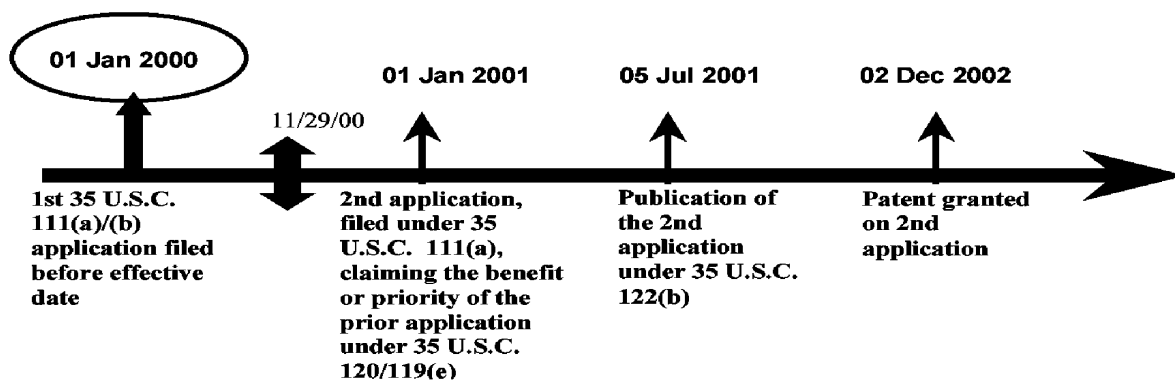 01 Jan 2000
01 Jan 2001
05 Jul 2001
02 Dec 2002
11/29/00
1st 35 U.S.C.
111(a)/(b)
application filed
before effective
date
2nd application,
filed under 35
U.S.C. 111(a),
claiming the benefit
or priority of the
prior application
under 35 U.S.C.
120/119(e)
Publication of
the 2nd
application
under 35 U.S.C.
122(b)
Patent granted
on 2nd
application